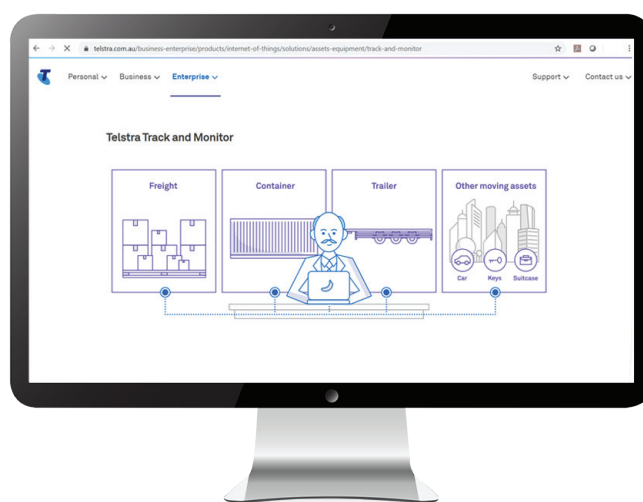 telstra.com.au/business-enterprise/products/internet-of-things/solutions/assets-equipment/track-and-monitor
Personal Business Enterprise Support Contact us
Telstra Track and Monitor
Freight Container Trailer Other moving assets
Car Keys Suitcase